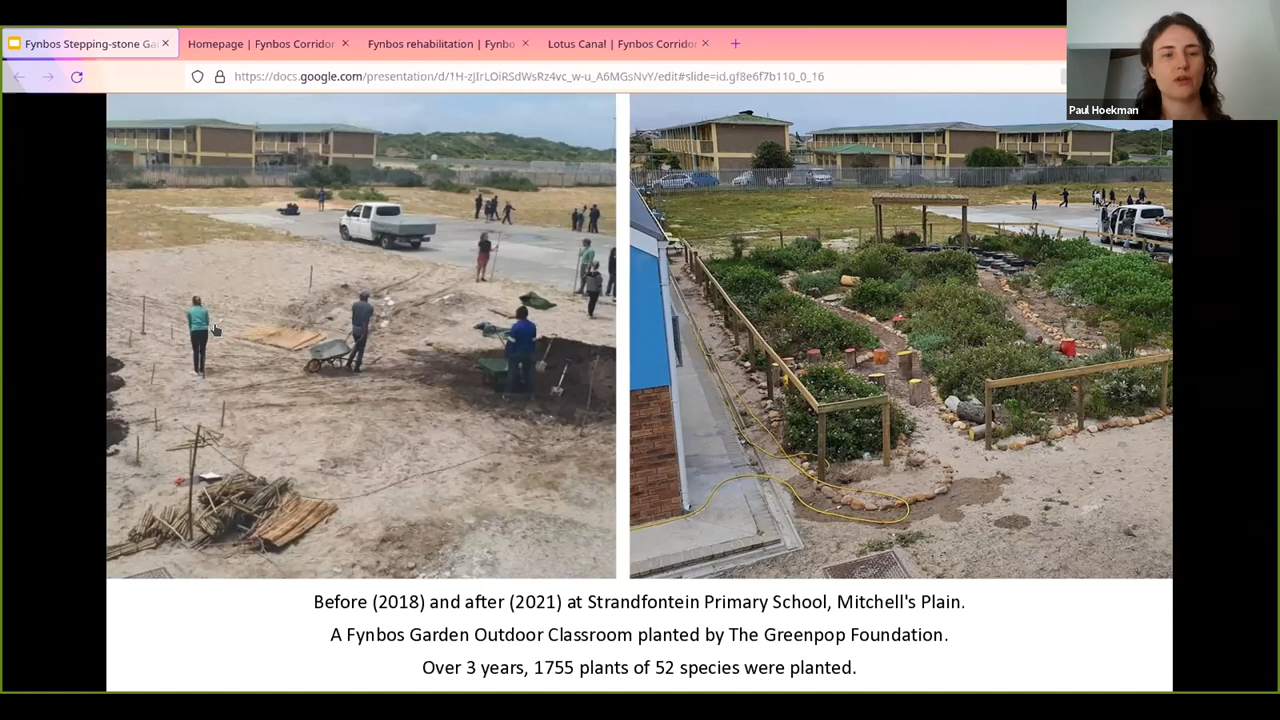 Fynbos Stepping-stone Ga
Homepage | Fynbos Corridor
Fynbos rehabilitation | Fynbo
Lotus Canal | Fynbos Corridor
https://docs.google.com/presentation/d/1H-zJIrLOiRSdWsRz4vc_w-u_A6MGsNvY/edit#slide=id.gf8e6f7b110_0_16
Paul Hoekman
Before (2018) and after (2021) at Strandfontein Primary School, Mitchell's Plain.
A Fynbos Garden Outdoor Classroom planted by The Greenpop Foundation.
Over 3 years, 1755 plants of 52 species were planted.